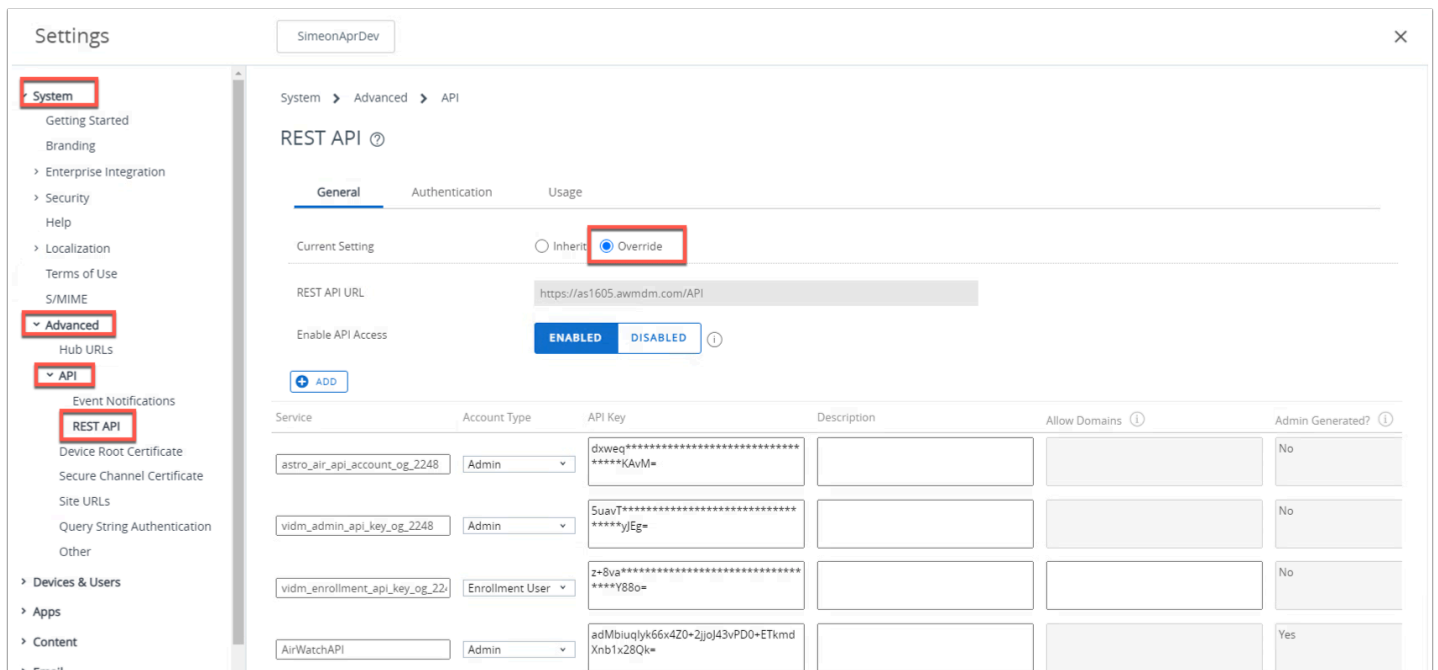 Settings
SimeonAprDev
System
Getting Started
Branding
Enterprise Integration
Security
Help
Localization
Terms of Use
S/MIME
Advanced
Hub URLs
API
Event Notifications
REST API
Device Root Certificate
Secure Channel Certificate
Site URLs
Query String Authentication
Other
Devices & Users
Apps
Content
Email
System > Advanced > API
REST API
General Authentication Usage
Current Setting Inherit Override
REST API URL https://as1605.awmdm.com/API
Enable API Access ENABLED DISABLED
ADD
Service Account Type API Key Description Allow Domains Admin Generated?
astro_air_api_account_og_2248 Admin dxweq**************************** No
*****KAvM=
vidm_admin_api_key_og_2248 Admin 5uavT**************************** No
*****yJEg=
vidm_enrollment_api_key_og_224 Enrollment User z+8va***************************** No
****Y88o=
AirWatchAPI Admin adMbiuqlyk66x4Z0+2jjoJ43vPD0+ETkmd Yes
Xnb1x28Qk=